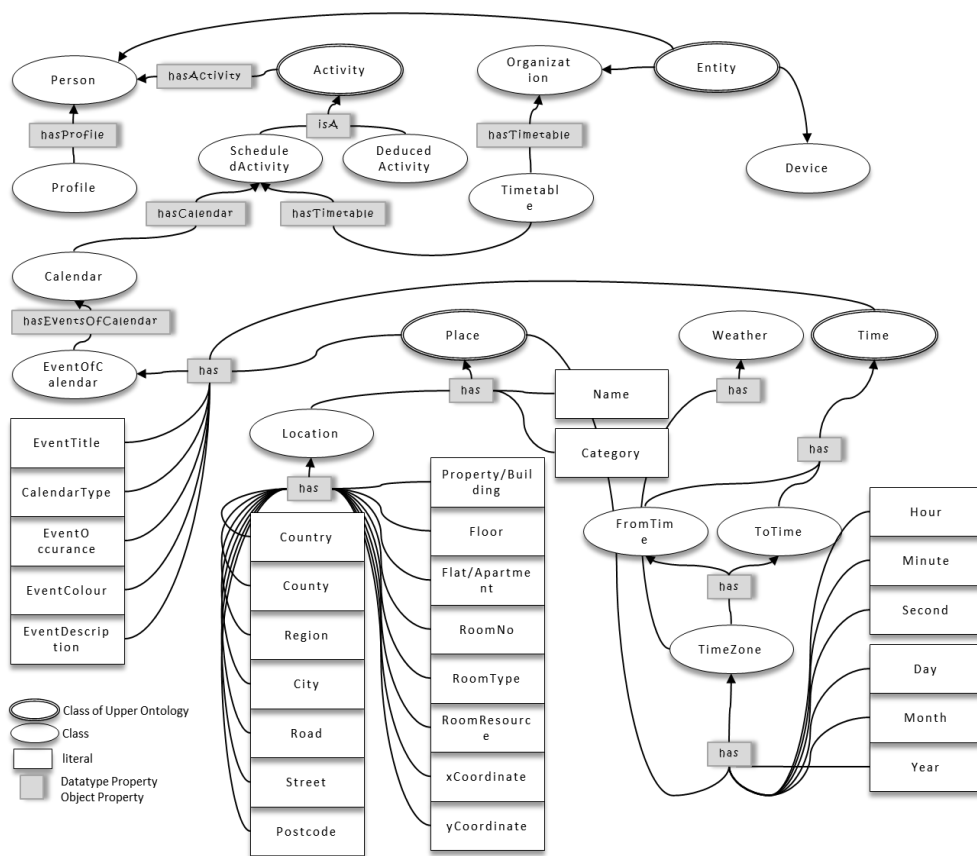 Person
hasActivity
Activity
Organiza
tion
Entity
hasProfile
isA
hasTimetable
Schedule
dActivity
Deduced
Activity
Device
Profile
Timetabl
e
hasCalendar
hasTimetable
Calendar
hasEventsOfCalendar
EventOfC
alendar
has
Place
Weather
Time
has
has
Name
Location
Category
has
EventTitle
CalendarType
EventO
ccurance
EventColour
EventDescrip
tion
has
Country
County
Region
City
Road
Street
Postcode
Property/Buil
ding
Floor
Flat/Apartm
ent
RoomNo
RoomType
RoomResourc
e
xCoordinate
yCoordinate
FromTim
e
ToTime
has
TimeZone
has
Hour
Minute
Second
Day
Month
Year
Class of Upper Ontology
Class
literal
Datatype Property
Object Property